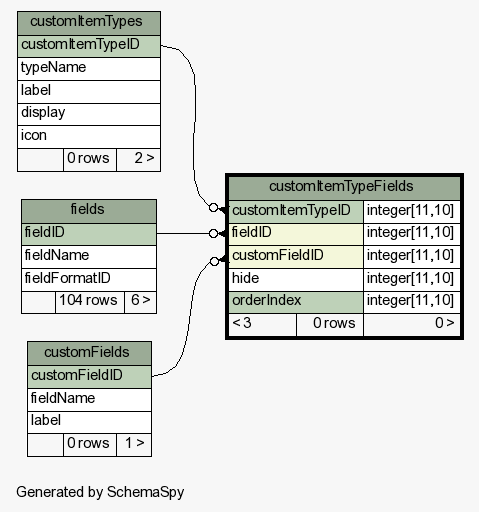 customItemTypes
customItemTypeID
typeName
label
display
icon
0 rows 2 >
fields
fieldID
fieldName
fieldFormatID
104 rows 6 >
customFields
customFieldID
fieldName
label
0 rows 1 >
customItemTypeFields
customItemTypeID integer[11,10]
fieldID integer[11,10]
customFieldID integer[11,10]
hide integer[11,10]
orderIndex integer[11,10]
< 3 0 rows 0 >
Generated by SchemaSpy